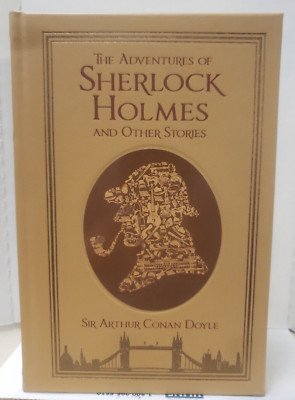 THE ADVENTURES OF
SHERLOCK
HOLMES
AND OTHER STORIES
SIR ARTHUR CONAN DOYLE